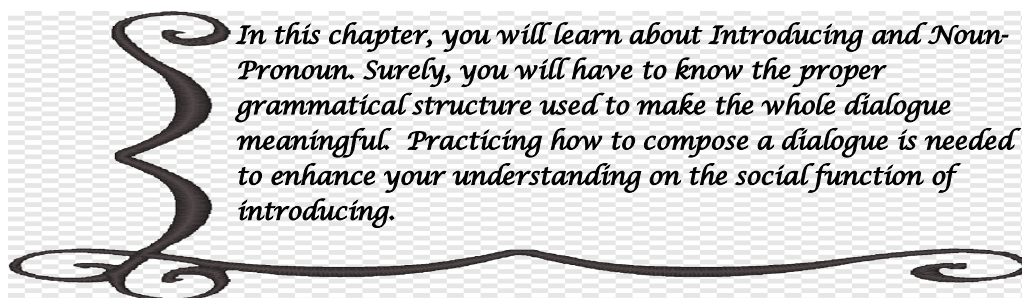 In this chapter, you will learn about Introducing and Noun-
Pronoun. Surely, you will have to know the proper
grammatical structure used to make the whole dialogue
meaningful.  Practicing how to compose a dialogue is needed
to enhance your understanding on the social function of
introducing.